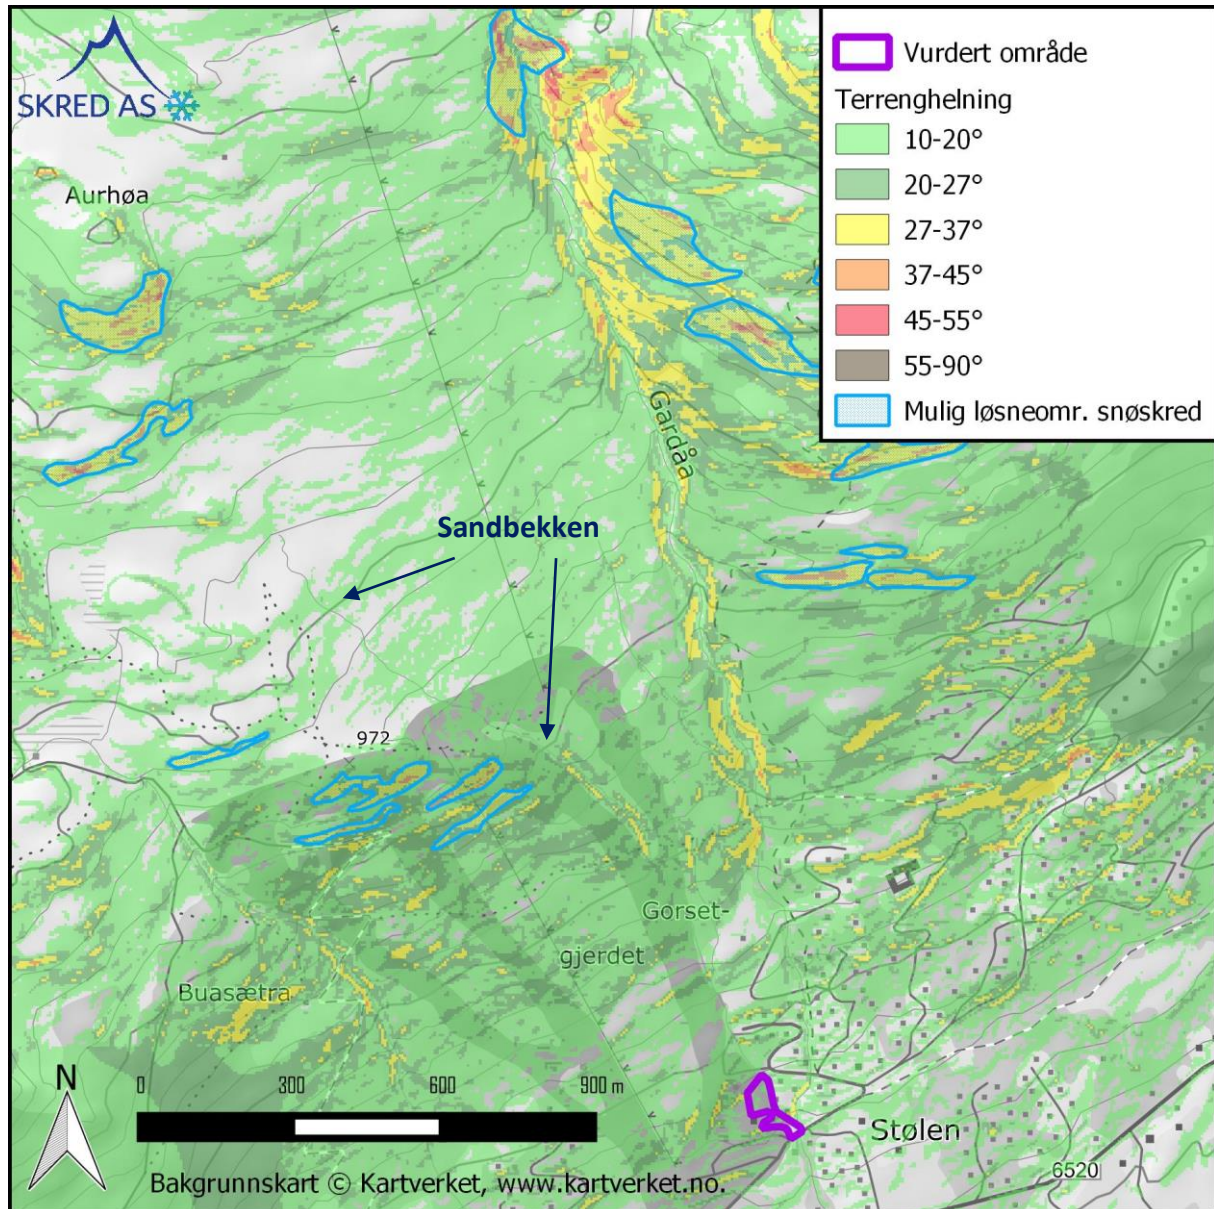 SKRED AS
Vurdert område
Terrenghelning
10-20°
20-27°
27-37°
37-45°
45-55°
55-90°
Mulig løsneomr. snøskred
Aurhøa
Gardåa
Sandbekken
972
Gorset-
gjerdet
Buasætra
N
0 300 600 900 m
Stølen
6520
Bakgrunnskart © Kartverket, www.kartverket.no.